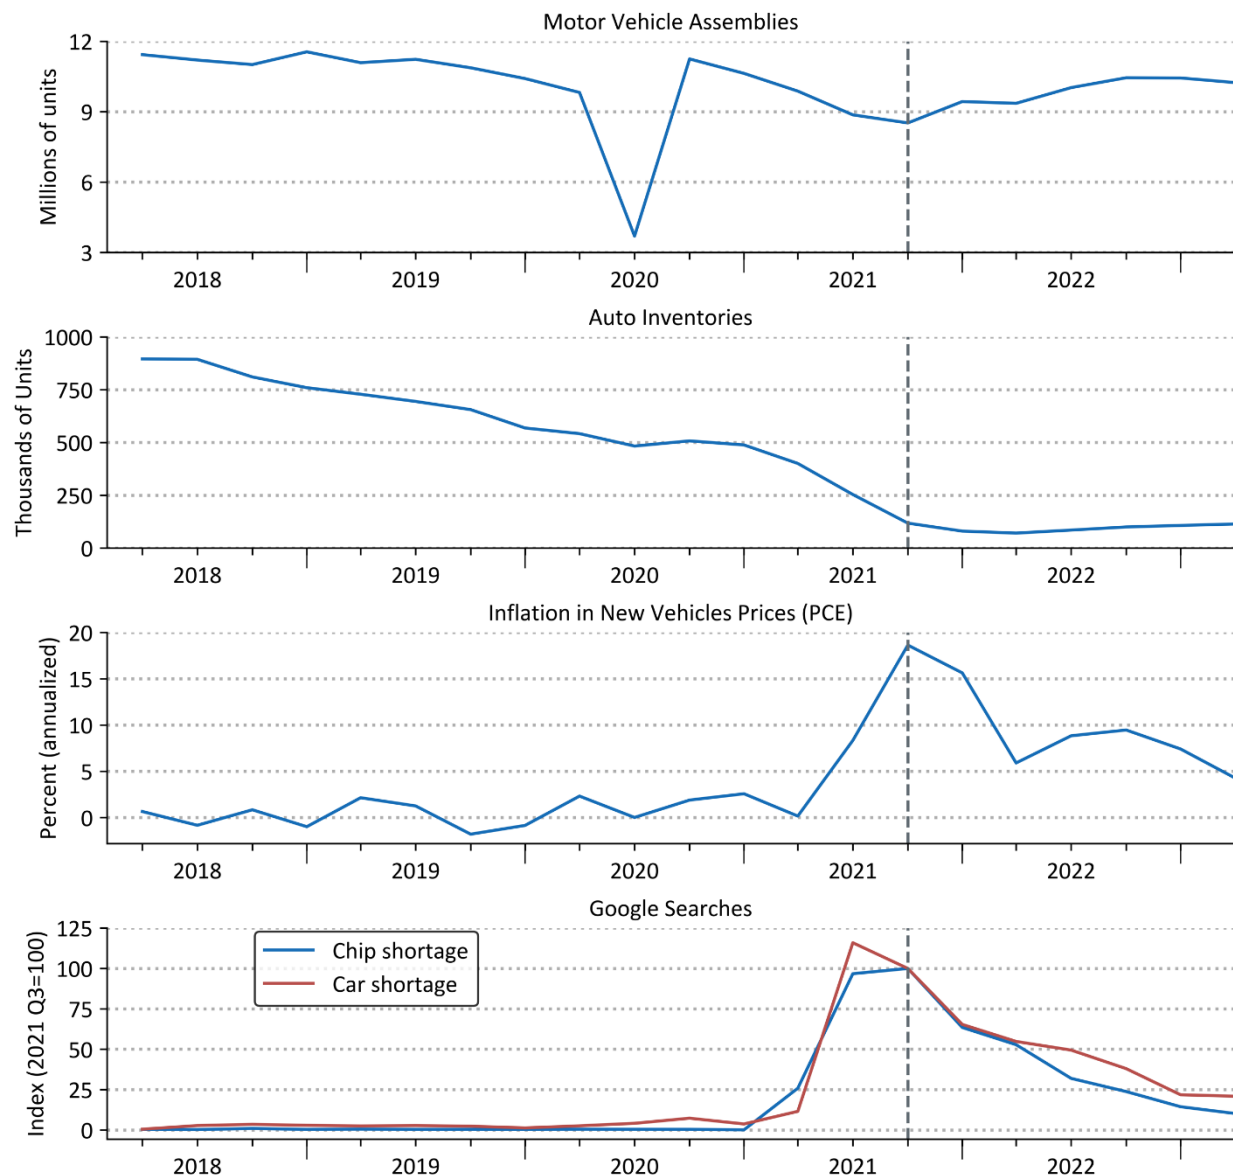 Motor Vehicle Assemblies
Millions of units
12
9
6
3
2018 2019 2020 2021 2022
Auto Inventories
Thousands of Units
1000
750
500
250
0
2018 2019 2020 2021 2022
Inflation in New Vehicles Prices (PCE)
Percent (annualized)
20
15
10
5
0
2018 2019 2020 2021 2022
Google Searches
Index (2021 Q3=100)
125
100
75
50
25
0
Chip shortage
Car shortage
2018 2019 2020 2021 2022